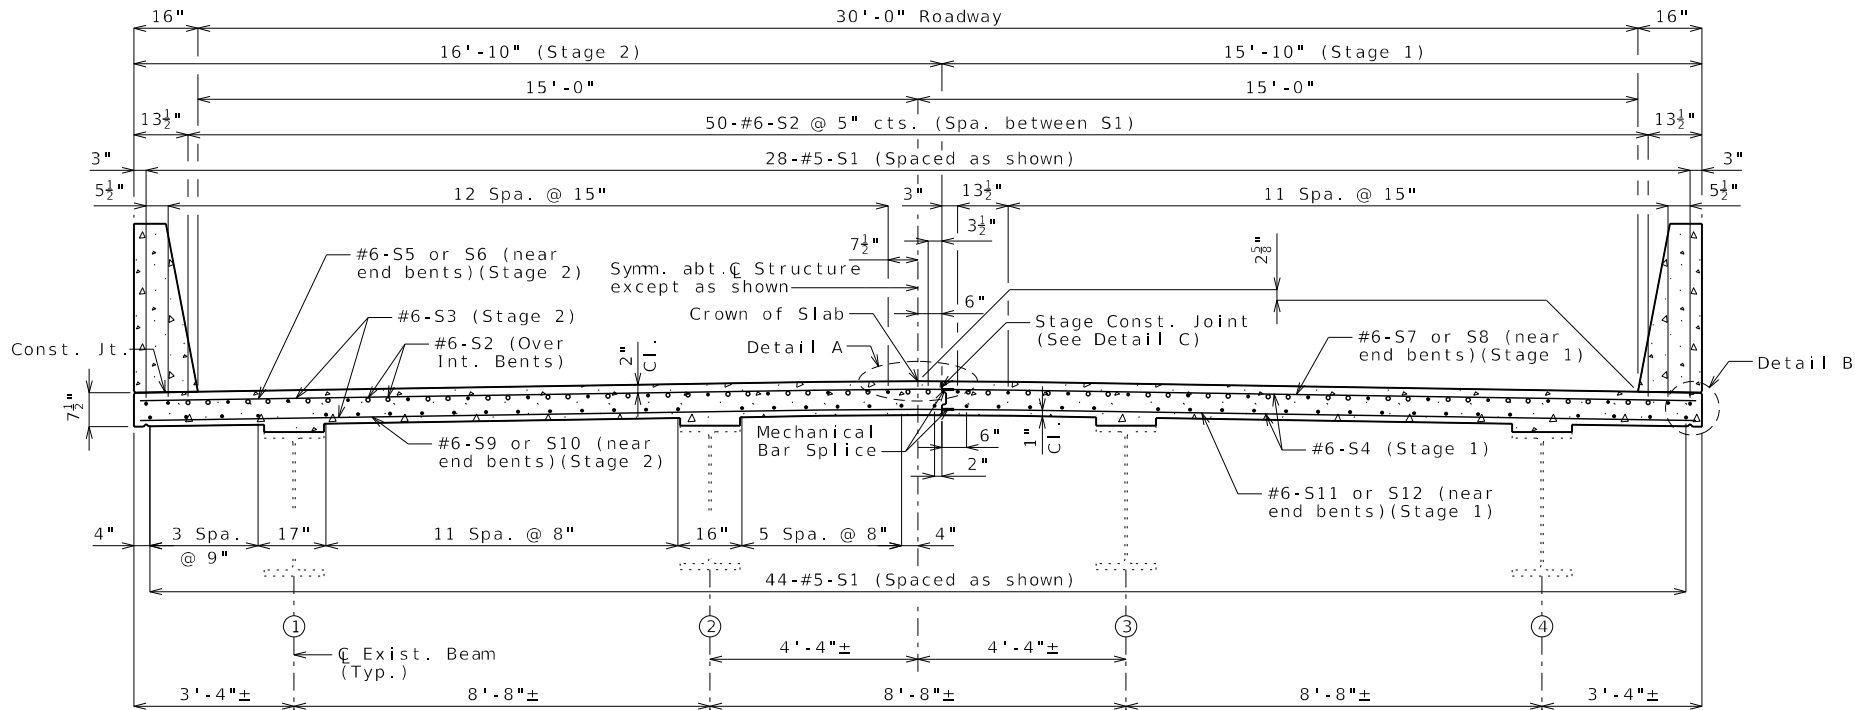 16" 30'-0" Roadway 16"
16'-10" (Stage 2) 15'-10" (Stage 1)
15'-0" 15'-0"
13½" 50-#6-S2 @ 5" cts. (Spa. between S1) 13½"
3" 28-#5-S1 (Spaced as shown) 3"
5½" 12 Spa. @ 15" 3" 13½" 11 Spa. @ 15" 5½"
3½"
7½"
2⅝"
#6-S5 or S6 (near
end bents)(Stage 2)
Symm. abt. ℄ Structure
except as shown
6"
#6-S3 (Stage 2)
Crown of Slab
Stage Const. Joint
(See Detail C)
#6-S7 or S8 (near
end bents)(Stage 1)
Const. Jt.
#6-S2 (Over
Int. Bents)
2"
Cl.
Detail A
Detail B
7½"
#6-S9 or S10 (near
end bents)(Stage 2)
Mechanical
Bar Splice
6"
1"
Cl.
#6-S4 (Stage 1)
2"
#6-S11 or S12 (near
end bents)(Stage 1)
4" 3 Spa.
@ 9"
17" 11 Spa. @ 8" 16" 5 Spa. @ 8" 4"
44-#5-S1 (Spaced as shown)
1 2 3 4
℄ Exist. Beam
(Typ.)
4'-4"± 4'-4"±
3'-4"± 8'-8"± 8'-8"± 8'-8"± 3'-4"±